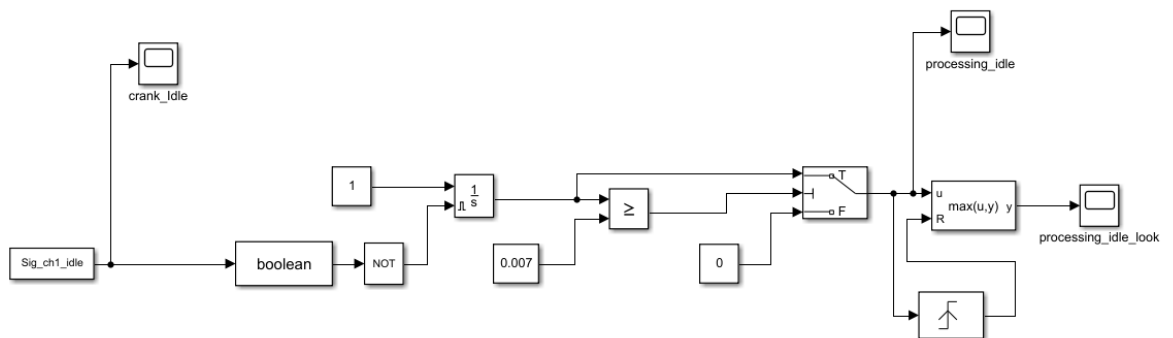 crank_Idle
processing_idle
1
1
s
T
F
≥
u
R
max(u,y)
y
processing_idle_look
Sig_ch1_idle
boolean
NOT
0.007
0